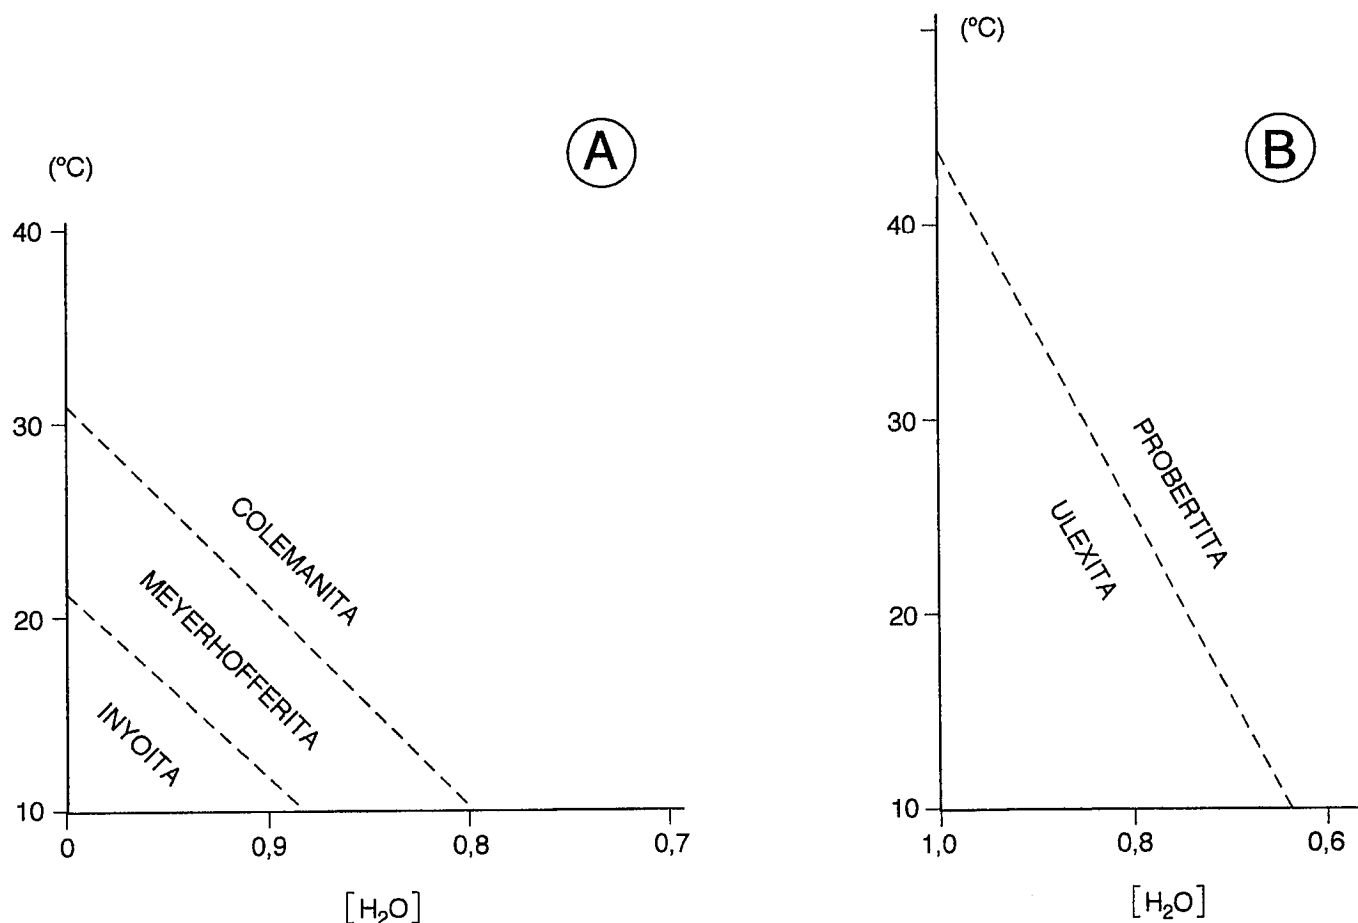 A
(ºC)
40
30
20
10
COLEMANITA
MEYERHOFFERITA
INYOITA
0
0,9
0,8
0,7
[H₂O]
B
(ºC)
40
30
20
10
PROBERTITA
ULEXITA
1,0
0,8
0,6
[H₂O]